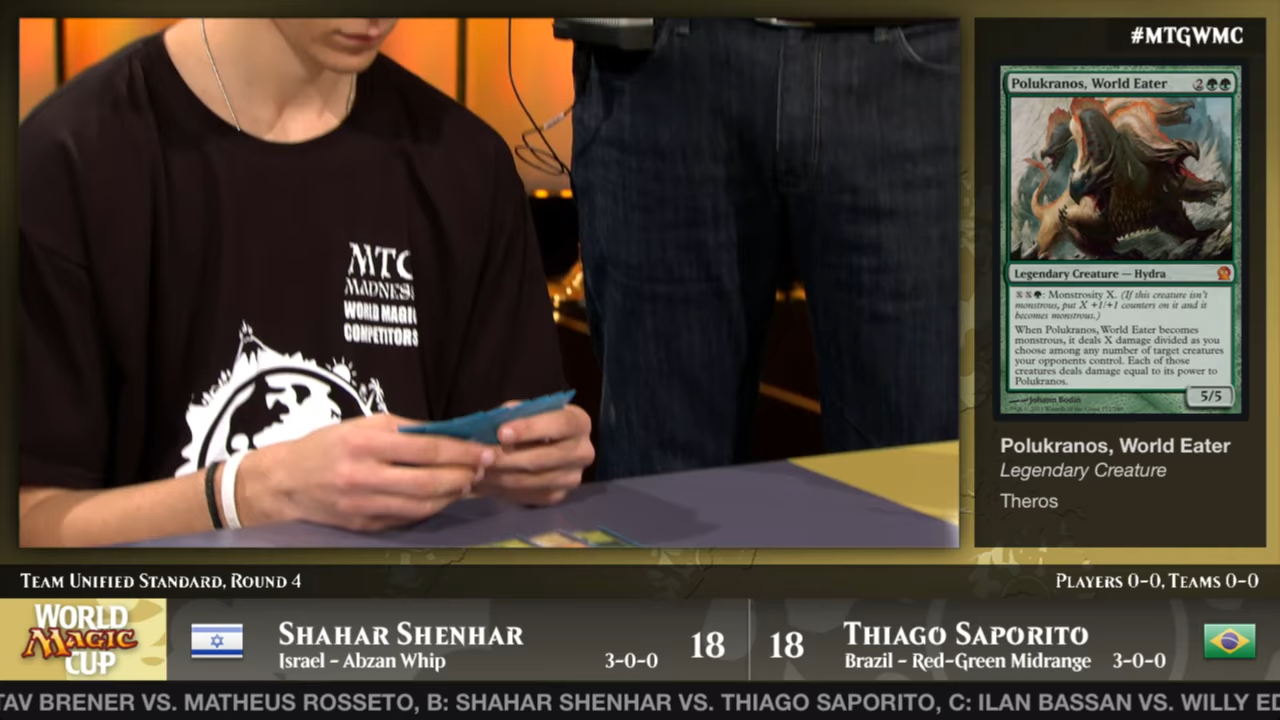 #MTGWMC
Polukranos, World Eater
Legendary Creature — Hydra
: Monstrosity X. (If this creature isn't
monstrous, put X +1/+1 counters on it and it
becomes monstrous.)
When Polukranos, World Eater becomes
monstrous, it deals X damage divided as you
choose among any number of target creatures
your opponents control. Each of those
creatures deals damage equal to its power to
Polukranos.
5/5
Polukranos, World Eater
Legendary Creature
Theros
MTG
MADNESS
WORLD MAGIC
COMPETITORS
TEAM UNIFIED STANDARD, ROUND 4
PLAYERS 0-0, TEAMS 0-0
WORLD
MAGIC
CUP
SHAHAR SHENHAR
Israel - Abzan Whip
3-0-0
18
18
THIAGO SAPORITO
Brazil - Red-Green Midrange
3-0-0
TAV BRENER VS. MATHEUS ROSSETO, B: SHAHAR SHENHAR VS. THIAGO SAPORITO, C: ILAN BASSAN VS. WILLY ED